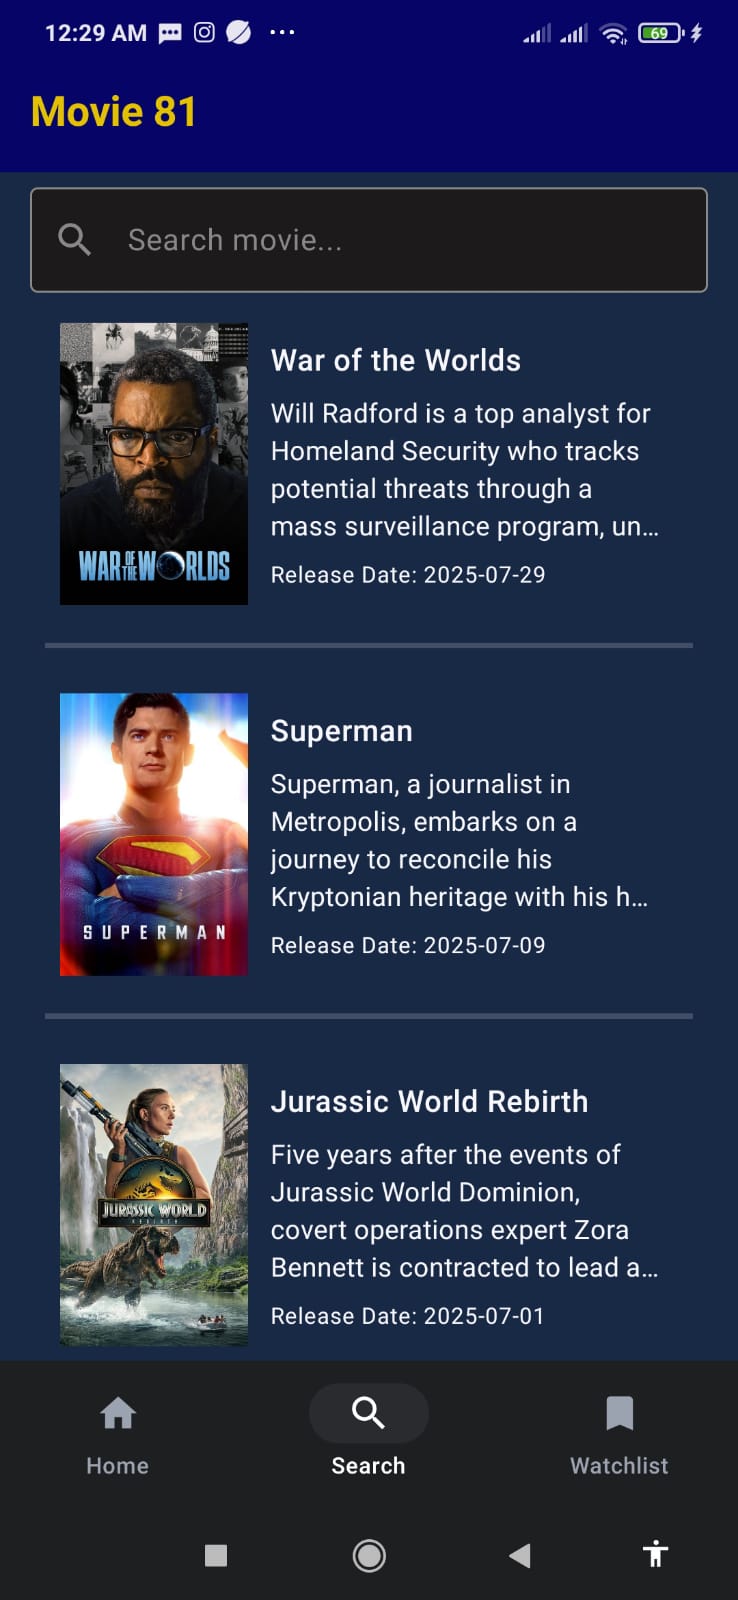 12:29 AM
69
Movie 81
Search movie...
WAR OF THE WORLDS
War of the Worlds
Will Radford is a top analyst for
Homeland Security who tracks
potential threats through a
mass surveillance program, un...
Release Date: 2025-07-29
SUPERMAN
Superman
Superman, a journalist in
Metropolis, embarks on a
journey to reconcile his
Kryptonian heritage with his h...
Release Date: 2025-07-09
JURASSIC WORLD
REBIRTH
Jurassic World Rebirth
Five years after the events of
Jurassic World Dominion,
covert operations expert Zora
Bennett is contracted to lead a...
Release Date: 2025-07-01
Home
Search
Watchlist